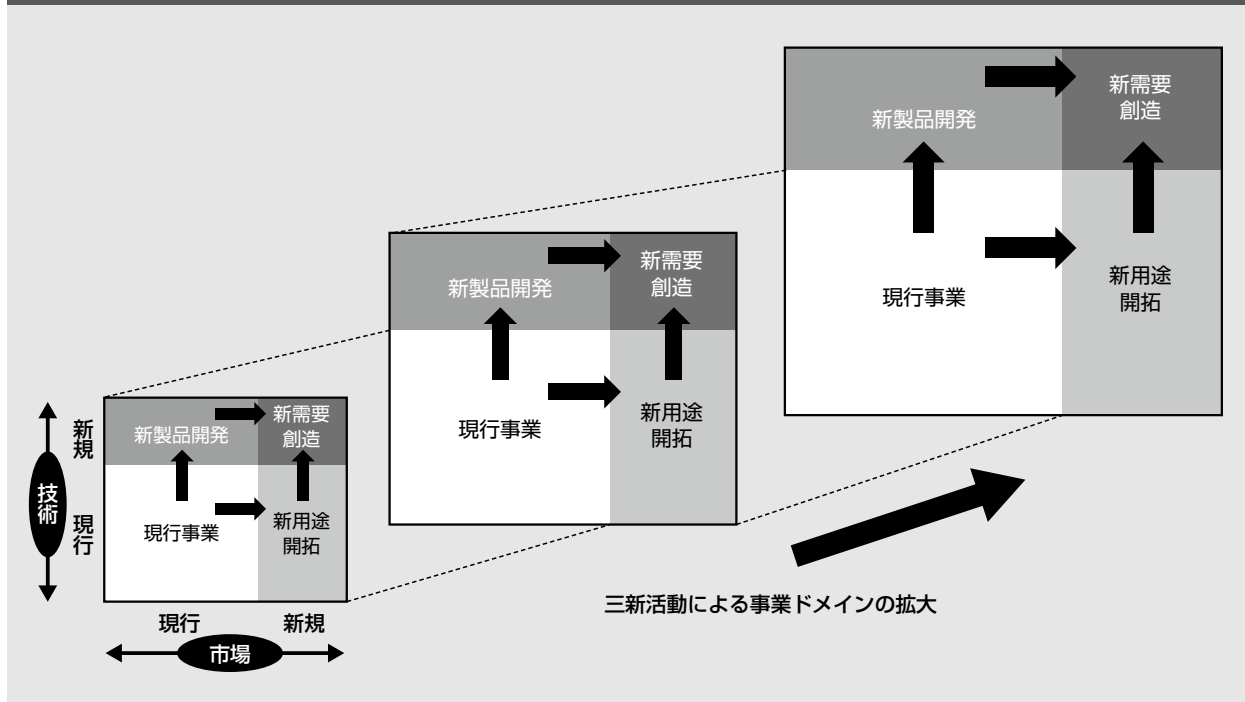 新製品開発
新需要
創造
現行事業
新用途
開拓
新製品開発
新需要
創造
現行事業
新用途
開拓
新規
技術
現行
新製品開発
新需要
創造
現行事業
新用途
開拓
現行
新規
市場
三新活動による事業ドメインの拡大